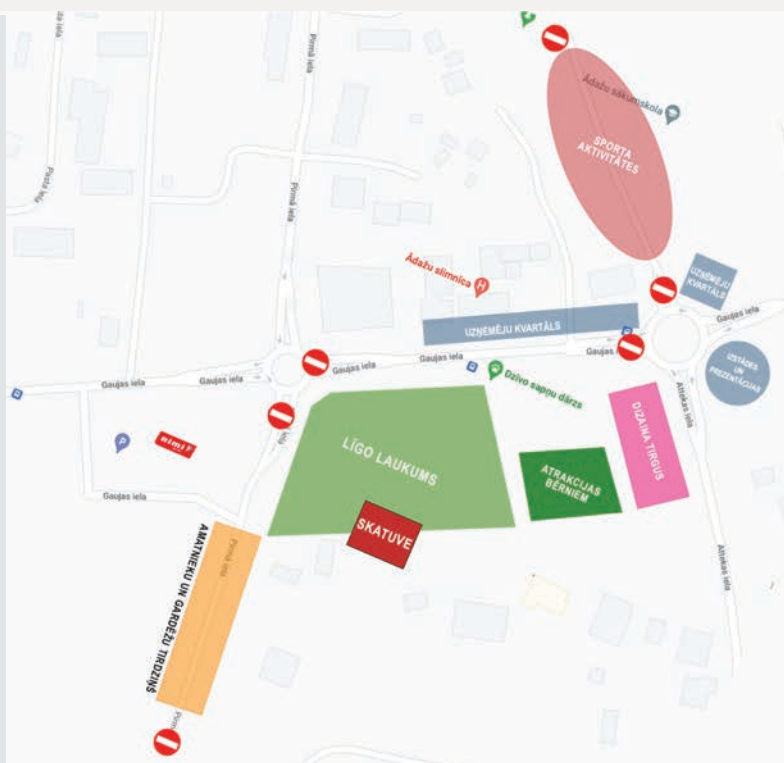 Pirmā iela
Pirmā iela
Ādažu sākumskola
SPORTA
AKTIVITĀTES
Ādažu slimnīca
H
UZŅĒMĒJU
KVARTĀLS
UZŅĒMĒJU KVARTĀLS
Gaujas iela
Gaujas
Gaujas iela
Gaujas iela
Gaujas iela
Dzīvo sapņu dārzs
IZSTĀDES
UN
PREZENTĀCIJAS
Attekas iela
DIZAINA TIRGUS
P
iela
LĪGO LAUKUMS
ATRAKCIJAS
BĒRNIEM
SKATUVE
Gaujas iela
AMATNIEKU UN GARDĒŽU TIRDZIŅŠ
Pirmā iela
Attekas iela
Pirm